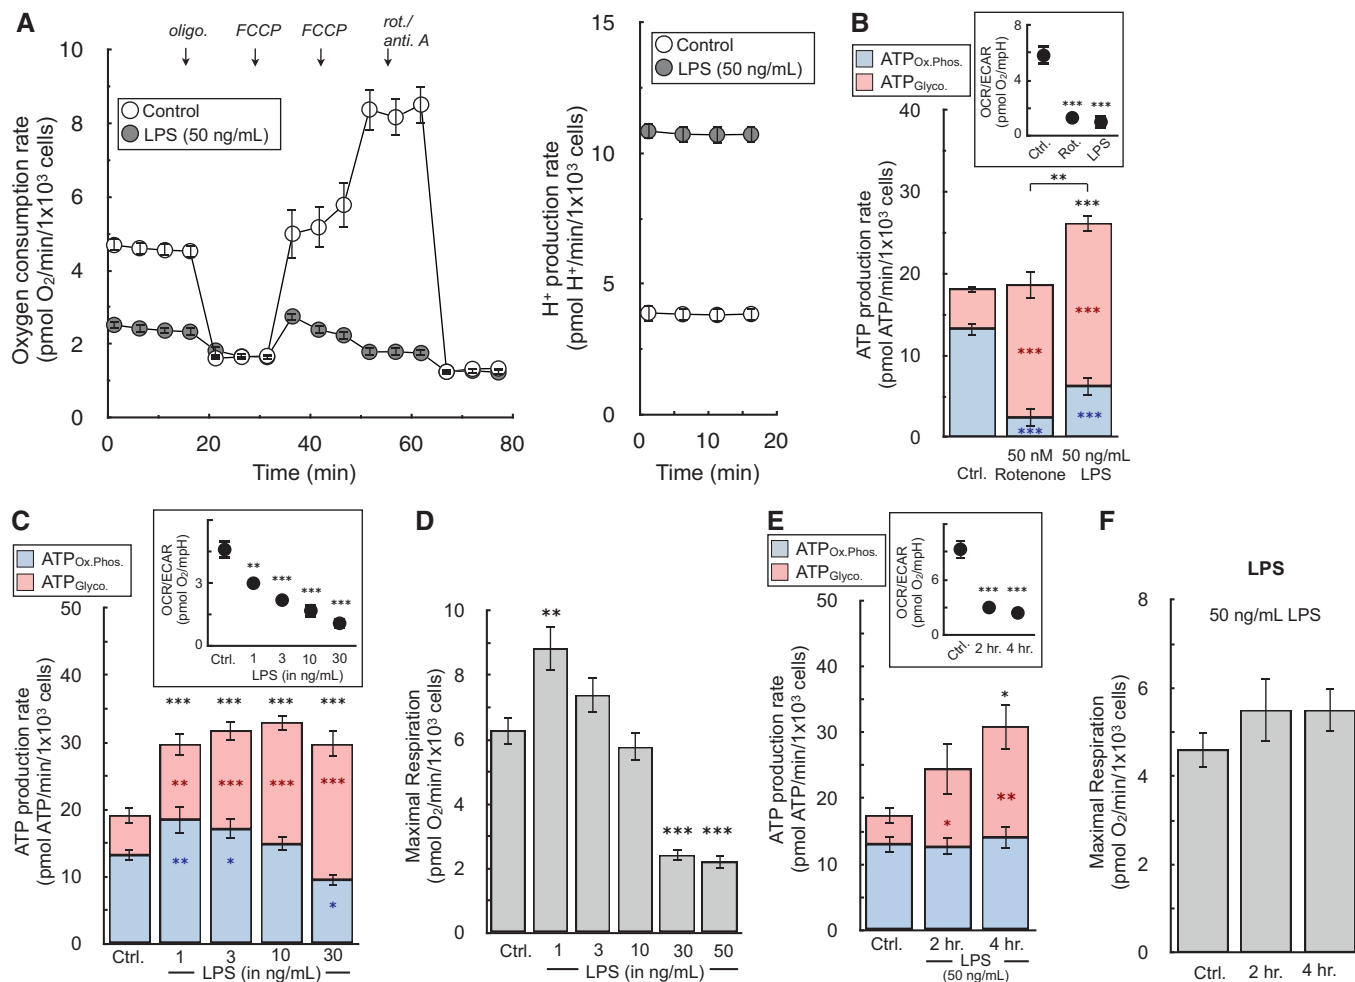 A
oligo.
FCCP
FCCP
rot./
anti. A
Oxygen consumption rate
(pmol O2/min/1x10³ cells)
10
8
6
4
2
0
Control
LPS (50 ng/mL)
0
20
40
60
80
Time (min)
H⁺ production rate
(pmol H⁺/min/1x10³ cells)
15
10
5
0
Control
LPS (50 ng/mL)
0
10
20
Time (min)
B
ATPOx.Phos.
ATPGlyco.
OCR/ECAR
(pmol O2/mpH)
8
6
4
2
0
***
***
Ctrl.
Rot.
LPS
ATP production rate
(pmol ATP/min/1x10³ cells)
40
30
20
10
0
**
***
***
***
***
***
Ctrl.
50 nM
Rotenone
50 ng/mL
LPS
C
ATPOx.Phos.
ATPGlyco.
OCR/ECAR
(pmol O2/mpH)
3
0
**
***
***
***
Ctrl.
1
3
10
30
LPS (in ng/mL)
ATP production rate
(pmol ATP/min/1x10³ cells)
50
40
30
20
10
0
***
***
***
***
**
***
***
***
**
*
*
Ctrl.
1
3
10
30
LPS (in ng/mL)
D
Maximal Respiration
(pmol O2/min/1x10³ cells)
10
8
6
4
2
0
**
***
***
Ctrl.
1
3
10
30
50
LPS (in ng/mL)
E
ATPOx.Phos.
ATPGlyco.
OCR/ECAR
(pmol O2/mpH)
6
3
0
***
***
Ctrl.
2 hr.
4 hr.
ATP production rate
(pmol ATP/min/1x10³ cells)
50
40
30
20
10
0
*
*
**
Ctrl.
2 hr.
4 hr.
LPS
(50 ng/mL)
F
LPS
50 ng/mL LPS
Maximal Respiration
(pmol O2/min/1x10³ cells)
8
6
4
2
0
Ctrl.
2 hr.
4 hr.